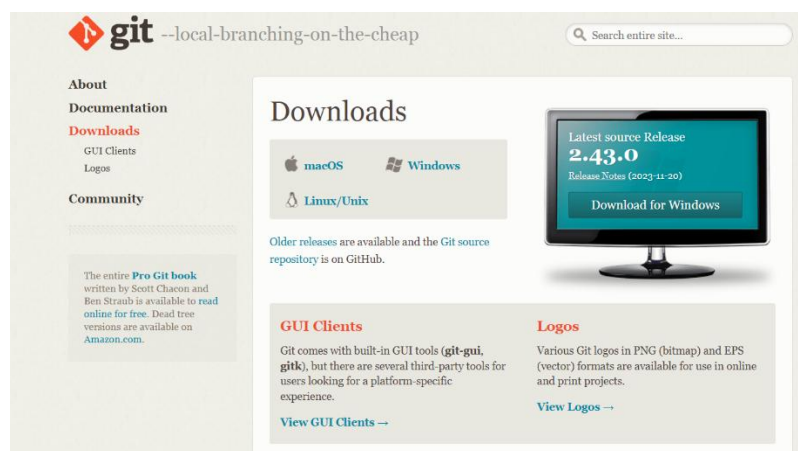 git --local-branching-on-the-cheap
Search entire site...
About
Documentation
Downloads
GUI Clients
Logos
Community
The entire Pro Git book
written by Scott Chacon and
Ben Straub is available to read
online for free. Dead tree
versions are available on
Amazon.com.
Downloads
macOS
Windows
Linux/Unix
Older releases are available and the Git source
repository is on GitHub.
Latest source Release
2.43.0
Release Notes (2023-11-20)
Download for Windows
GUI Clients
Git comes with built-in GUI tools (git-gui,
gitk), but there are several third-party tools for
users looking for a platform-specific
experience.
View GUI Clients →
Logos
Various Git logos in PNG (bitmap) and EPS
(vector) formats are available for use in online
and print projects.
View Logos →